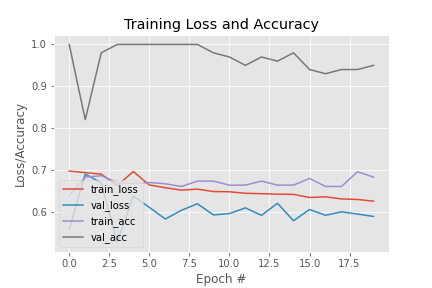 Training Loss and Accuracy
1.0
0.9
0.8
0.7
0.6
Loss/Accuracy
train_loss
val_loss
train_acc
val_acc
0.0 2.5 5.0 7.5 10.0 12.5 15.0 17.5
Epoch #